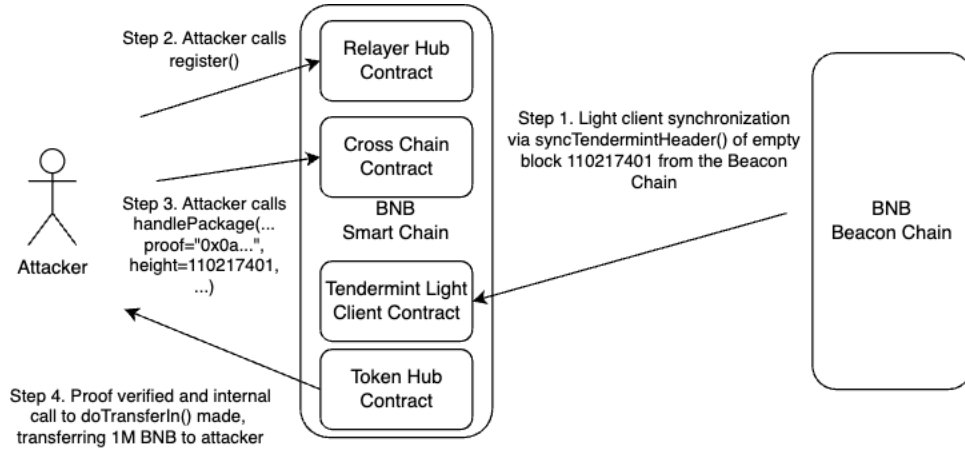 Step 2. Attacker calls
register()
Relayer Hub
Contract
Step 1. Light client synchronization
via syncTendermintHeader() of empty
block 110217401 from the Beacon
Chain
Cross Chain
Contract
Attacker
Step 3. Attacker calls
handlePackage(...
proof="0x0a...",
height=110217401,
...)
BNB
Smart Chain
BNB
Beacon Chain
Tendermint Light
Client Contract
Token Hub
Contract
Step 4. Proof verified and internal
call to doTransferIn() made,
transferring 1M BNB to attacker